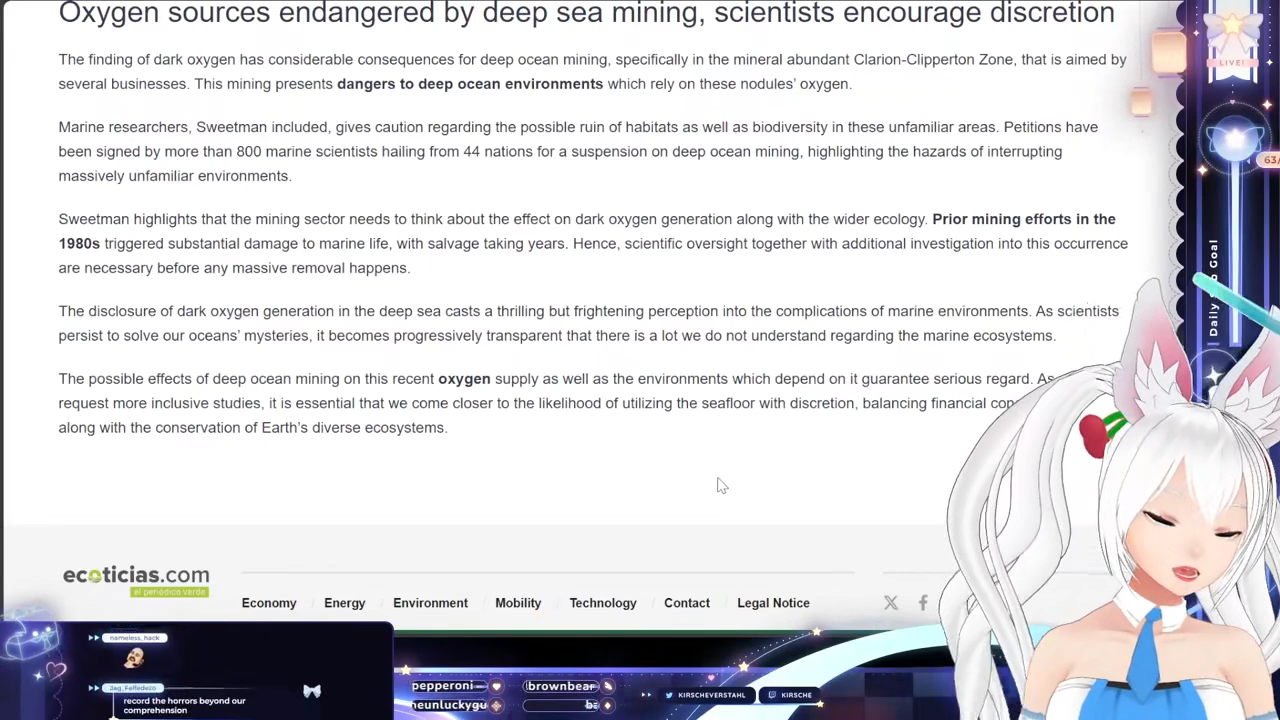 Oxygen sources endangered by deep sea mining, scientists encourage discretion
The finding of dark oxygen has considerable consequences for deep ocean mining, specifically in the mineral abundant Clarion-Clipperton Zone, that is aimed by
several businesses. This mining presents dangers to deep ocean environments which rely on these nodules’ oxygen.
Marine researchers, Sweetman included, gives caution regarding the possible ruin of habitats as well as biodiversity in these unfamiliar areas. Petitions have
been signed by more than 800 marine scientists hailing from 44 nations for a suspension on deep ocean mining, highlighting the hazards of interrupting
massively unfamiliar environments.
Sweetman highlights that the mining sector needs to think about the effect on dark oxygen generation along with the wider ecology. Prior mining efforts in the
1980s triggered substantial damage to marine life, with salvage taking years. Hence, scientific oversight together with additional investigation into this occurrence
are necessary before any massive removal happens.
The disclosure of dark oxygen generation in the deep sea casts a thrilling but frightening perception into the complications of marine environments. As scientists
persist to solve our oceans’ mysteries, it becomes progressively transparent that there is a lot we do not understand regarding the marine ecosystems.
The possible effects of deep ocean mining on this recent oxygen supply as well as the environments which depend on it guarantee serious regard. As
request more inclusive studies, it is essential that we come closer to the likelihood of utilizing the seafloor with discretion, balancing financial
along with the conservation of Earth’s diverse ecosystems.
ecoticias.com
el periódico verde
Economy Energy Environment Mobility Technology Contact Legal Notice
LIVE!
63/
Daily Goal
nameless_hack
Jag_Felfedezo
record the horrors beyond our
comprehension
pepperoni
brownbear
neunluckygu
KIRSCHEVERSTAHL
KIRSCHE